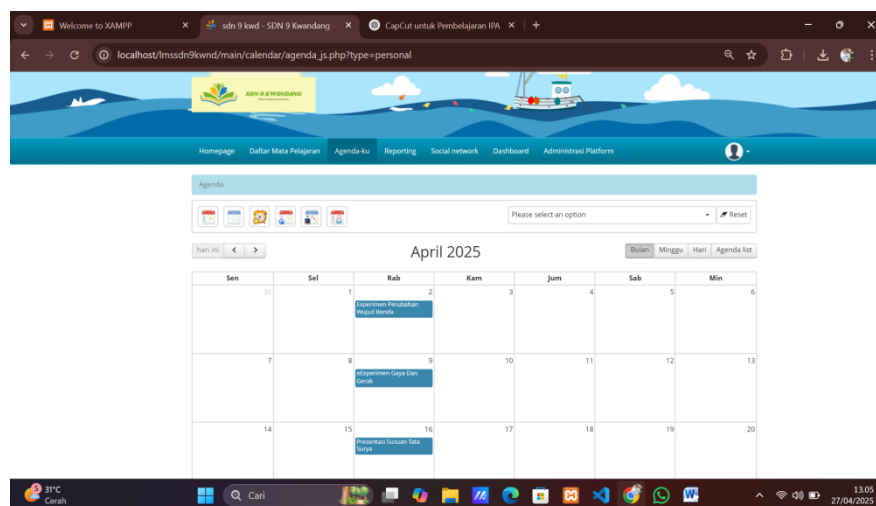 Welcome to XAMPP
sdn 9 kwd - SDN 9 Kwandang -
CapCut untuk Pembelajaran IPA
localhost/lmssdn9kwnd/main/calendar/agenda_js.php?type=personal
SDN 9 KWANDANG
Homepage Daftar Mata Pelajaran Agenda-ku Reporting Social network Dashboard Administrasi Platform
Agenda
Please select an option
Reset
hari ini
April 2025
Bulan Minggu Hari Agenda list
Sen Sel Rab Kam Jum Sab Min
31 1 2 3 4 5 6
Experimen Perubahan
Wujud Benda
7 8 9 10 11 12 13
eExperimen Gaya Dan
Gerak
14 15 16 17 18 19 20
Presentasi Susuan Tata
Surya
5
31°C
Cerah
Cari
13.05
27/04/2025